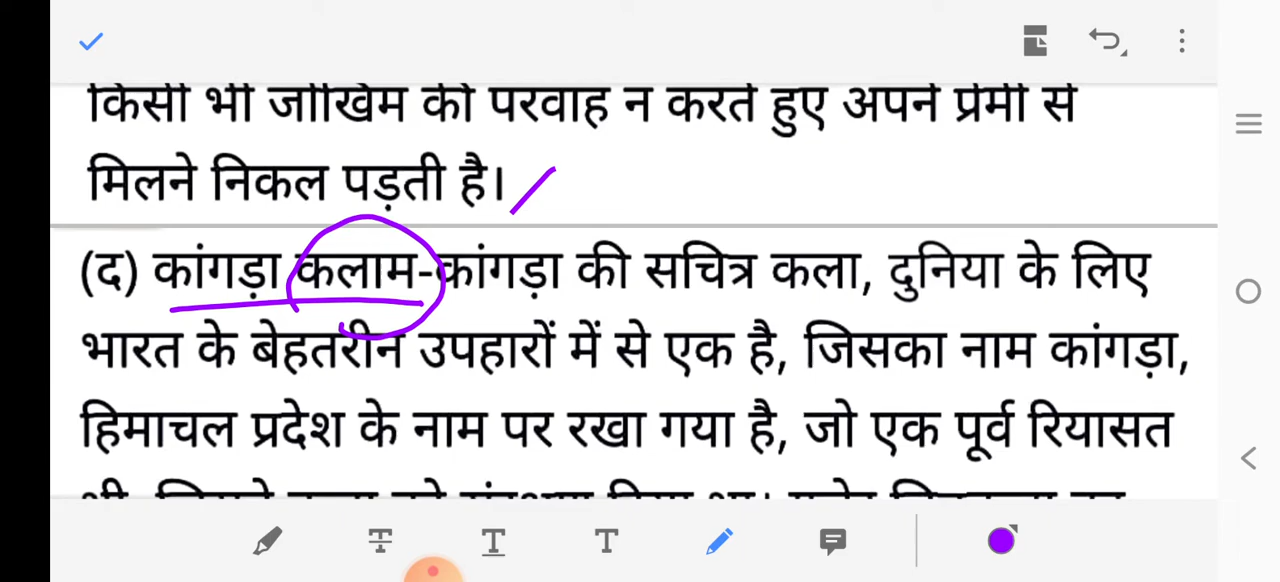 किसी भी जोखिम की परवाह न करते हुए अपने प्रेमी से
मिलने निकल पड़ती है।
(द) कांगड़ा कलाम-कांगड़ा की सचित्र कला, दुनिया के लिए
भारत के बेहतरीन उपहारों में से एक है, जिसका नाम कांगड़ा,
हिमाचल प्रदेश के नाम पर रखा गया है, जो एक पूर्व रियासत